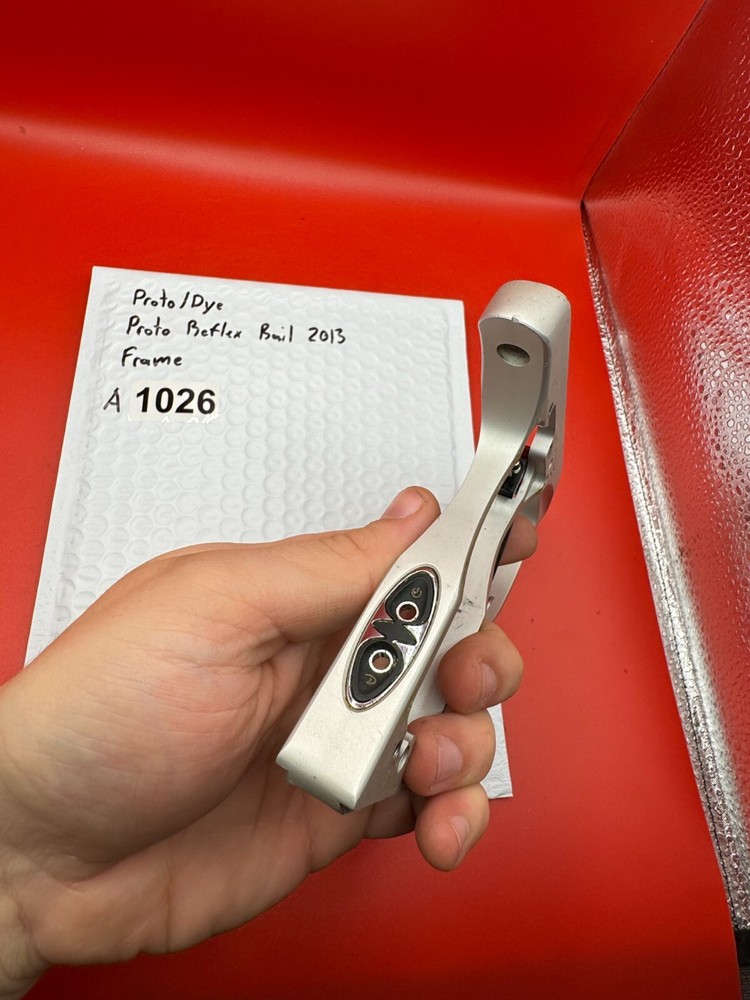 Proto/Dye
Proto Reflex Rail 2013
Frame
A 1026